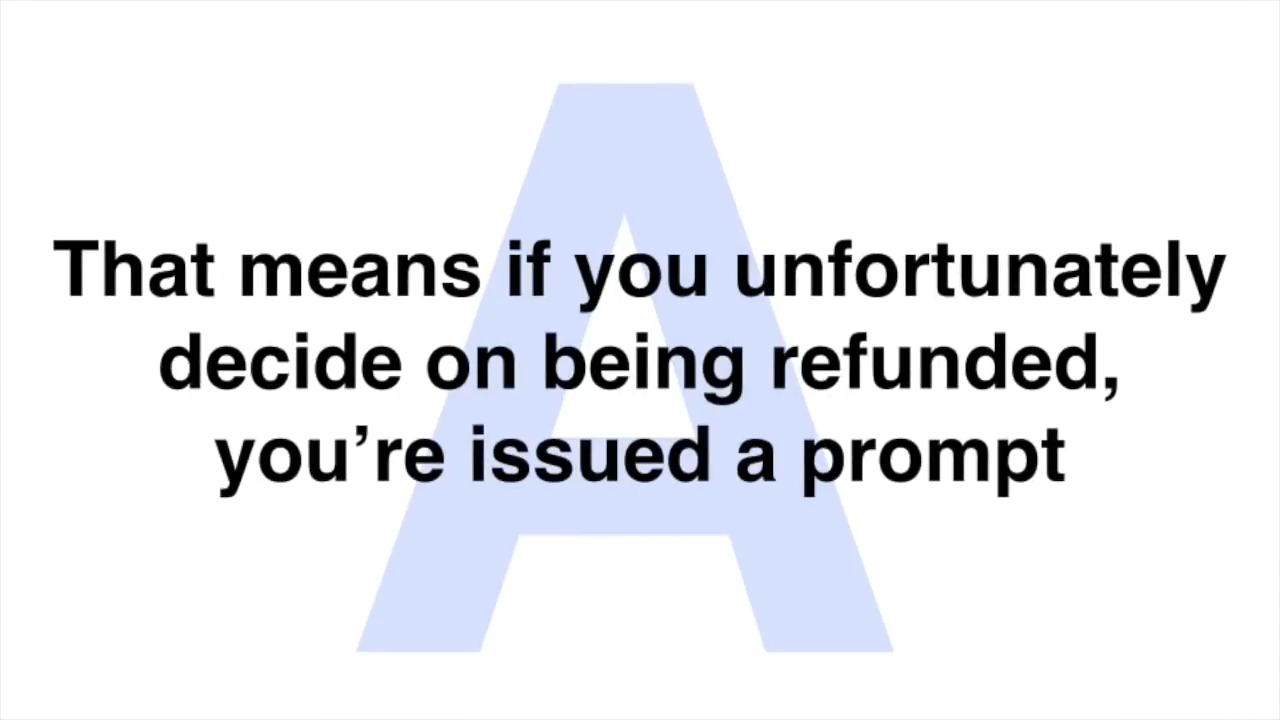 That means if you unfortunately
decide on being refunded,
you’re issued a prompt